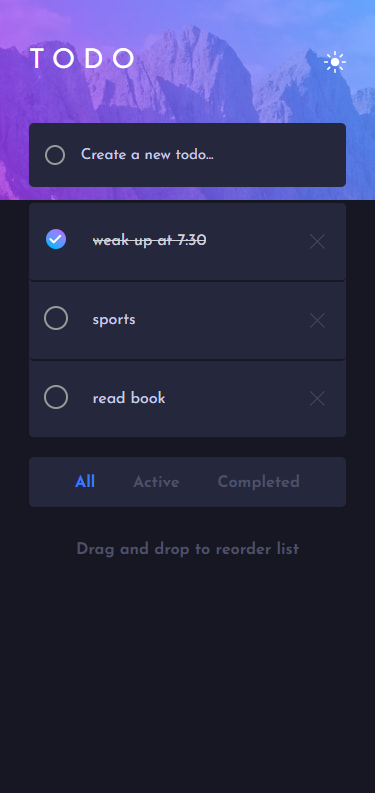 TODO
Create a new todo...
weak up at 7:30
sports
read book
All Active Completed
Drag and drop to reorder list